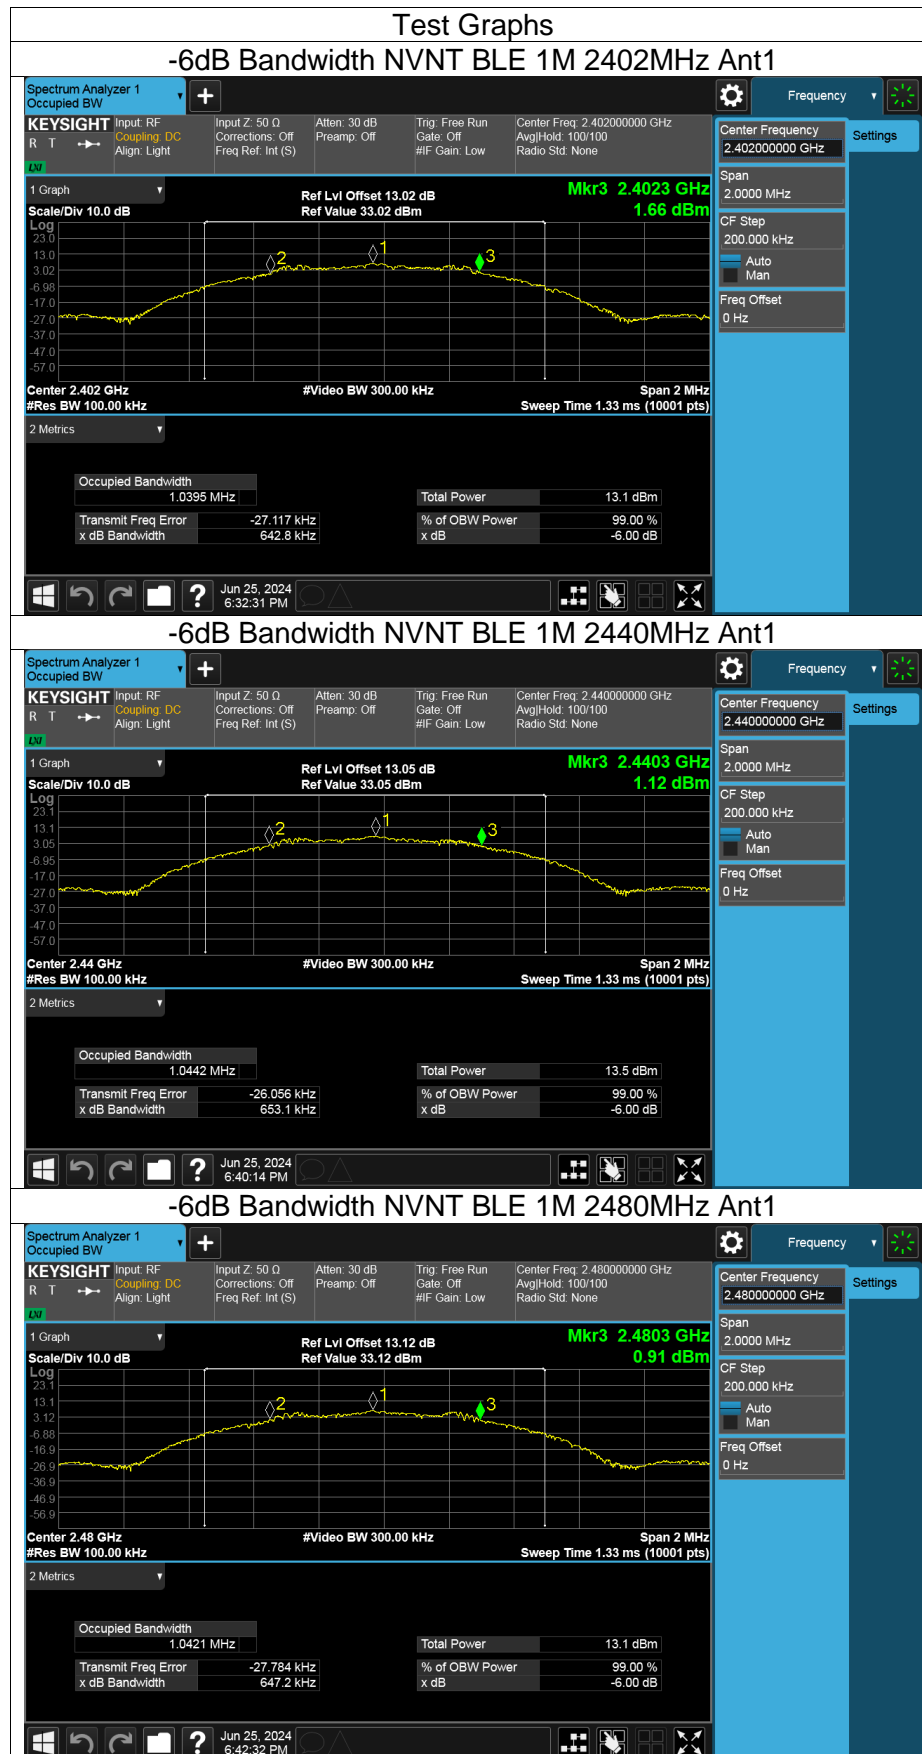 Test Graphs
-6dB Bandwidth NVNT BLE 1M 2402MHz Ant1
Spectrum Analyzer 1
Occupied BW
Frequency
KEYSIGHT Input: RF Input Z: 50 Ω Atten: 30 dB Trig: Free Run Center Freq: 2.402000000 GHz
R T Coupling: DC Corrections: Off Preamp: Off Gate: Off Avg|Hold: 100/100
Align: Light Freq Ref: Int (S) #IF Gain: Low Radio Std: None
LXI
Center Frequency
2.402000000 GHz
Settings
Span
2.0000 MHz
CF Step
200.000 kHz
Auto
Man
Freq Offset
0 Hz
1 Graph
Ref Lvl Offset 13.02 dB
Mkr3 2.4023 GHz
Scale/Div 10.0 dB
Ref Value 33.02 dBm
1.66 dBm
Log
23.0
13.0
3.02
-6.98
-17.0
-27.0
-37.0
-47.0
-57.0
2
1
3
Center 2.402 GHz #Video BW 300.00 kHz Span 2 MHz
#Res BW 100.00 kHz Sweep Time 1.33 ms (10001 pts)
2 Metrics
Occupied Bandwidth
1.0395 MHz
Total Power 13.1 dBm
Transmit Freq Error -27.117 kHz % of OBW Power 99.00 %
x dB Bandwidth 642.8 kHz x dB -6.00 dB
?
Jun 25, 2024
6:32:31 PM
-6dB Bandwidth NVNT BLE 1M 2440MHz Ant1
Spectrum Analyzer 1
Occupied BW
Frequency
KEYSIGHT Input: RF Input Z: 50 Ω Atten: 30 dB Trig: Free Run Center Freq: 2.440000000 GHz
R T Coupling: DC Corrections: Off Preamp: Off Gate: Off Avg|Hold: 100/100
Align: Light Freq Ref: Int (S) #IF Gain: Low Radio Std: None
LXI
Center Frequency
2.440000000 GHz
Settings
Span
2.0000 MHz
CF Step
200.000 kHz
Auto
Man
Freq Offset
0 Hz
1 Graph
Ref Lvl Offset 13.05 dB
Mkr3 2.4403 GHz
Scale/Div 10.0 dB
Ref Value 33.05 dBm
1.12 dBm
Log
23.1
13.1
3.05
-6.95
-17.0
-27.0
-37.0
-47.0
-57.0
2
1
3
Center 2.44 GHz #Video BW 300.00 kHz Span 2 MHz
#Res BW 100.00 kHz Sweep Time 1.33 ms (10001 pts)
2 Metrics
Occupied Bandwidth
1.0442 MHz
Total Power 13.5 dBm
Transmit Freq Error -26.056 kHz % of OBW Power 99.00 %
x dB Bandwidth 653.1 kHz x dB -6.00 dB
?
Jun 25, 2024
6:40:14 PM
-6dB Bandwidth NVNT BLE 1M 2480MHz Ant1
Spectrum Analyzer 1
Occupied BW
Frequency
KEYSIGHT Input: RF Input Z: 50 Ω Atten: 30 dB Trig: Free Run Center Freq: 2.480000000 GHz
R T Coupling: DC Corrections: Off Preamp: Off Gate: Off Avg|Hold: 100/100
Align: Light Freq Ref: Int (S) #IF Gain: Low Radio Std: None
LXI
Center Frequency
2.480000000 GHz
Settings
Span
2.0000 MHz
CF Step
200.000 kHz
Auto
Man
Freq Offset
0 Hz
1 Graph
Ref Lvl Offset 13.12 dB
Mkr3 2.4803 GHz
Scale/Div 10.0 dB
Ref Value 33.12 dBm
0.91 dBm
Log
23.1
13.1
3.12
-6.88
-16.9
-26.9
-36.9
-46.9
-56.9
2
1
3
Center 2.48 GHz #Video BW 300.00 kHz Span 2 MHz
#Res BW 100.00 kHz Sweep Time 1.33 ms (10001 pts)
2 Metrics
Occupied Bandwidth
1.0421 MHz
Total Power 13.1 dBm
Transmit Freq Error -27.784 kHz % of OBW Power 99.00 %
x dB Bandwidth 647.2 kHz x dB -6.00 dB
?
Jun 25, 2024
6:42:32 PM